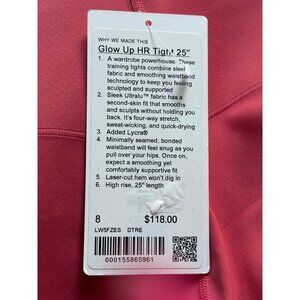 WHY WE MADE THIS
Glow Up HR Tight 25"
1. A wardrobe powerhouse. These
training tights combine sleek
fabric and smoothing waistband
technology to keep you feeling
sculpted and supported
2. Sleek Ultralu™ fabric has a
second-skin fit that smooths
and sculpts without holding you
back. It's four-way stretch,
sweat-wicking, and quick-drying
3. Added Lycra®
4. Minimally seamed, bonded
waistband will feel snug as you
pull over your hips. Once on,
expect a smoothing yet
comfortably supportive fit
5. Laser-cut hem won't dig in
6. High rise, 25" length
8
$118.00
LW5FZES DTRE
000155865961